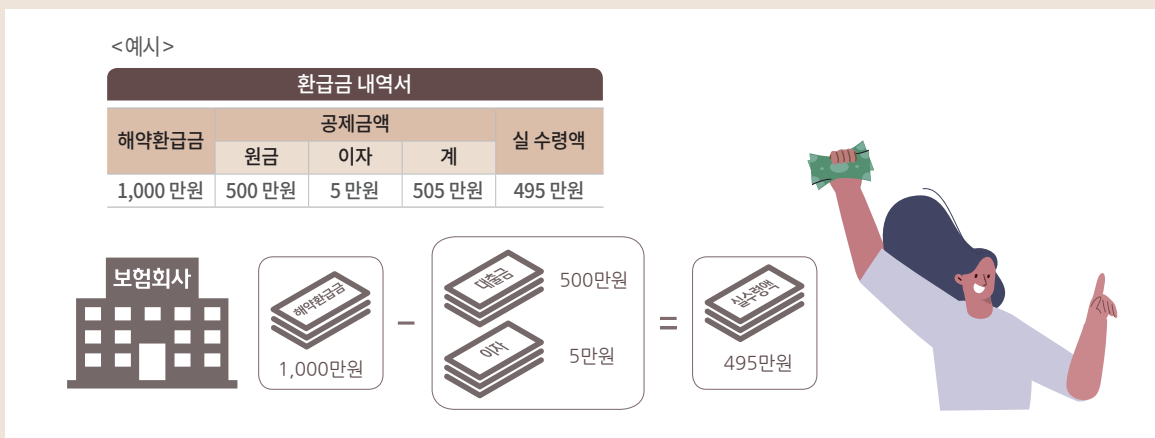 <예시>
환급금 내역서
해약환급금 공제금액 실 수령액
원금 이자 계
1,000 만원 500 만원 5 만원 505 만원 495 만원
보험회사
해약환급금
1,000만원
-
대출금 500만원
이자 5만원
=
실수령액
495만원